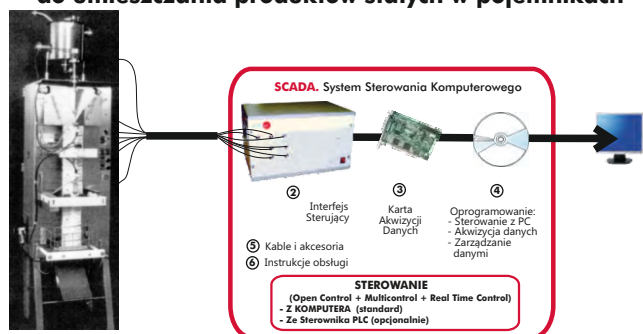 do umieszczania produktów stałych w pojemnikach
SCADA. System Sterowania Komputerowego
2
Interfejs
Sterujący
3
Karta
Akwizycji
Danych
4
Oprogramowanie:
- Sterowanie z PC
- Akwizycja danych
- Zarządzanie
danymi
5 Kable i akcesoria
6 Instrukcje obsługi
STEROWANIE
(Open Control + Multicontrol + Real Time Control)
- Z KOMPUTERA (standard)
- Ze Sterownika PLC (opcjonalnie)